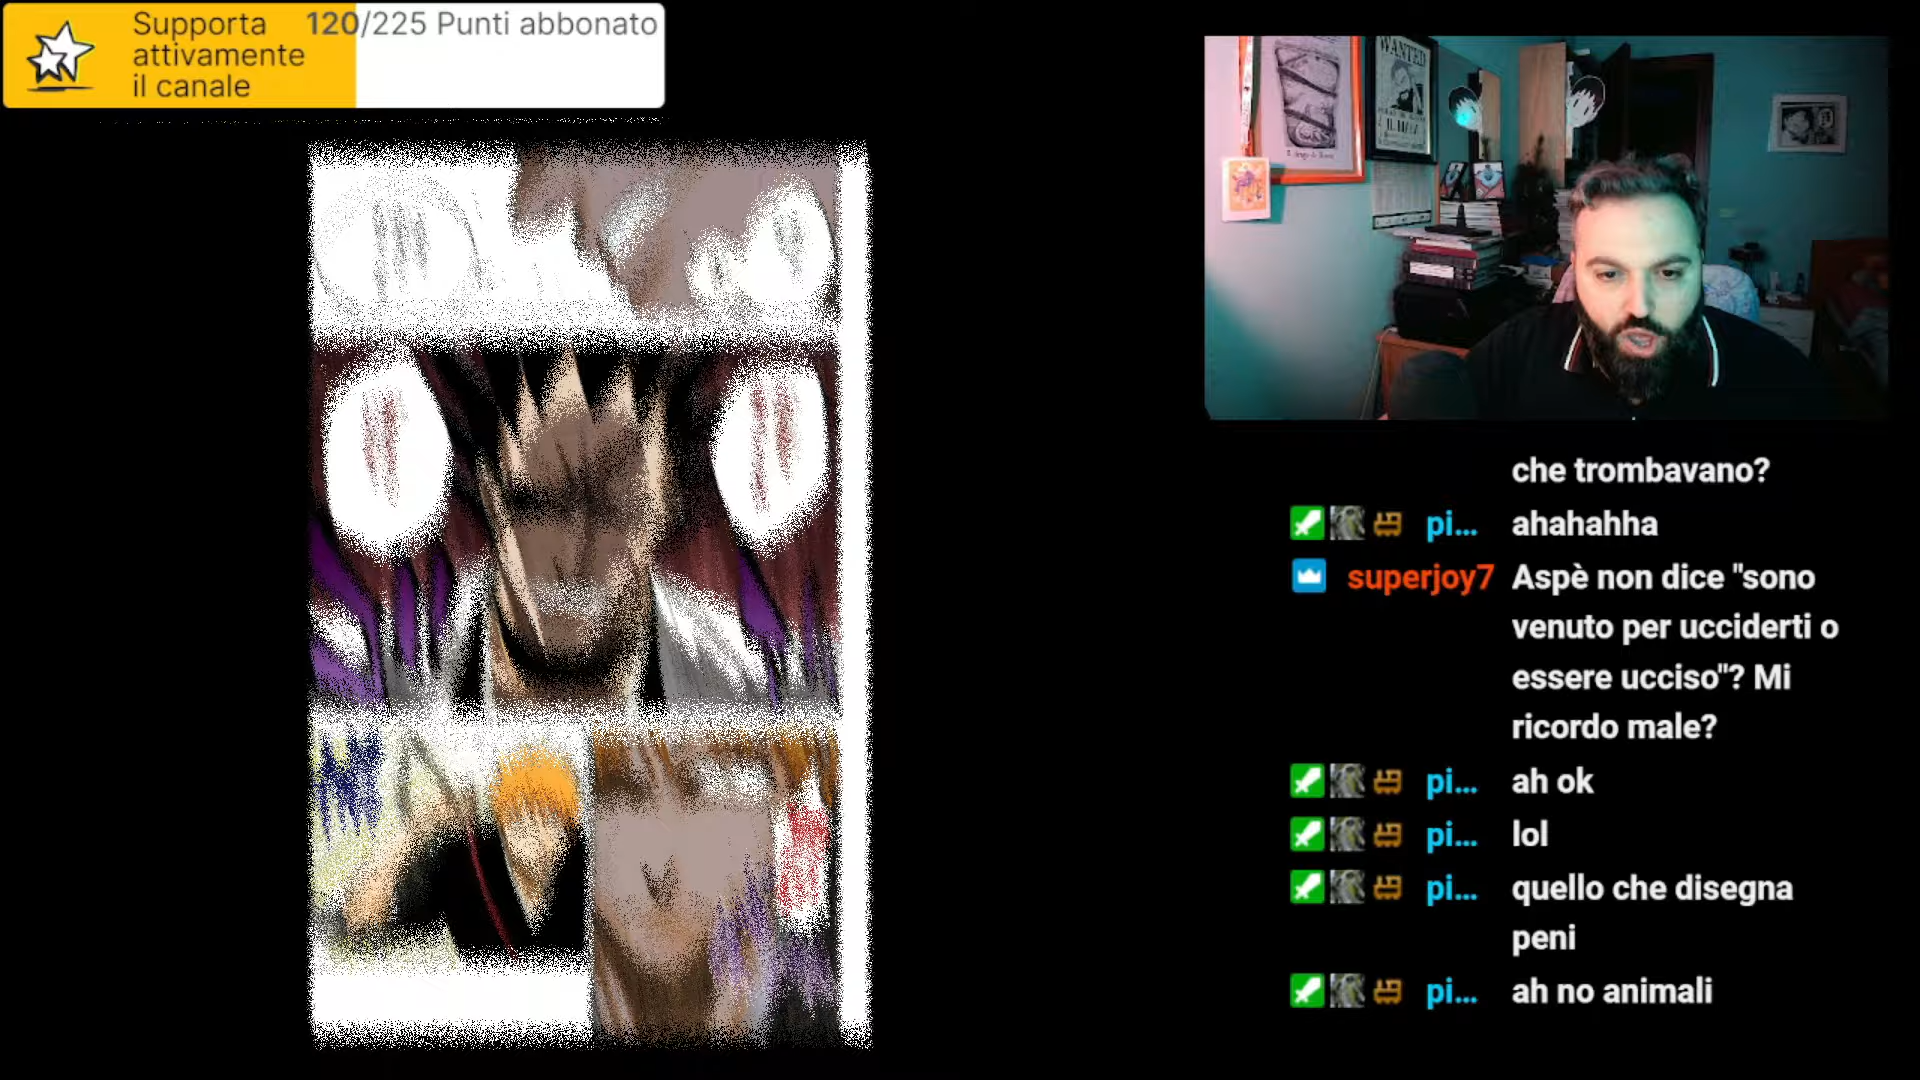 Supporta
attivamente
il canale
120/225 Punti abbonato
WANTED
che trombavano?
pi... ahahahha
superjoy7 Aspè non dice "sono
venuto per ucciderti o
essere ucciso"? Mi
ricordo male?
pi... ah ok
pi... lol
pi... quello che disegna
peni
pi... ah no animali